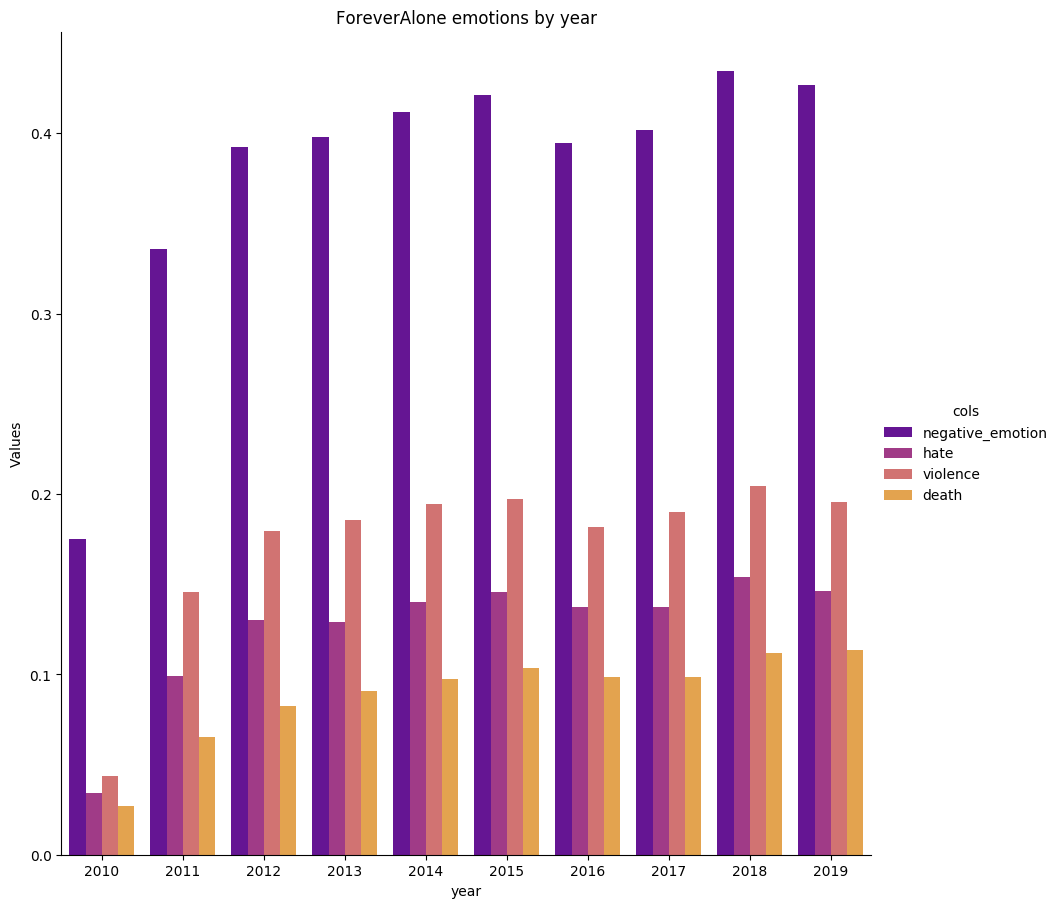 ForeverAlone emotions by year
0.4
0.3
0.2
0.1
0.0
Values
2010 2011 2012 2013 2014 2015 2016 2017 2018 2019
year
cols
negative_emotion
hate
violence
death